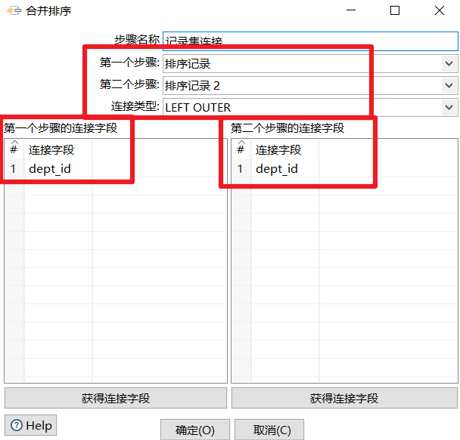 合并排序
步骤名称 记录集连接
第一个步骤: 排序记录
第二个步骤: 排序记录 2
连接类型: LEFT OUTER
第一个步骤的连接字段 第二个步骤的连接字段
# 连接字段 # 连接字段
1 dept_id 1 dept_id
获得连接字段 获得连接字段
Help 确定(O) 取消(C)